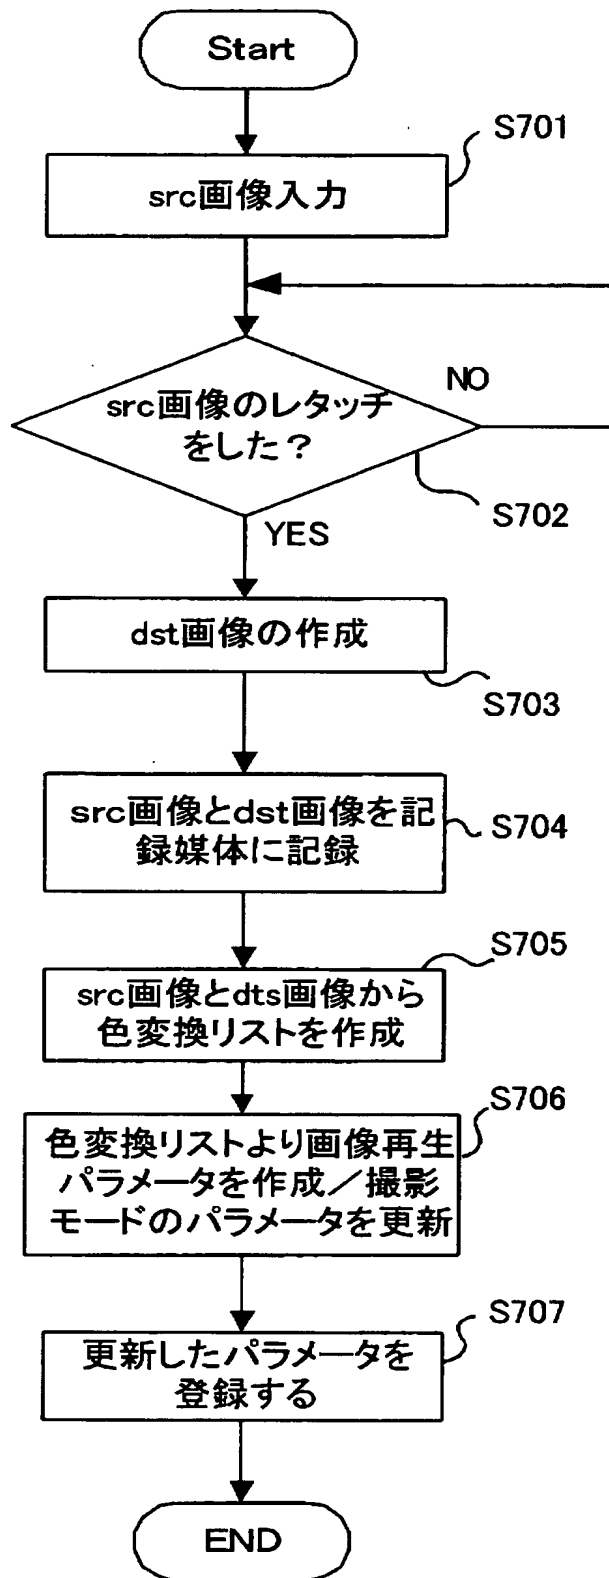 Start
S701
src画像入力
NO
src画像のレタッチ
をした？
S702
YES
dst画像の作成
S703
src画像とdst画像を記
録媒体に記録
S704
S705
src画像とdts画像から
色変換リストを作成
S706
色変換リストより画像再生
パラメータを作成／撮影
モードのパラメータを更新
S707
更新したパラメータを
登録する
END